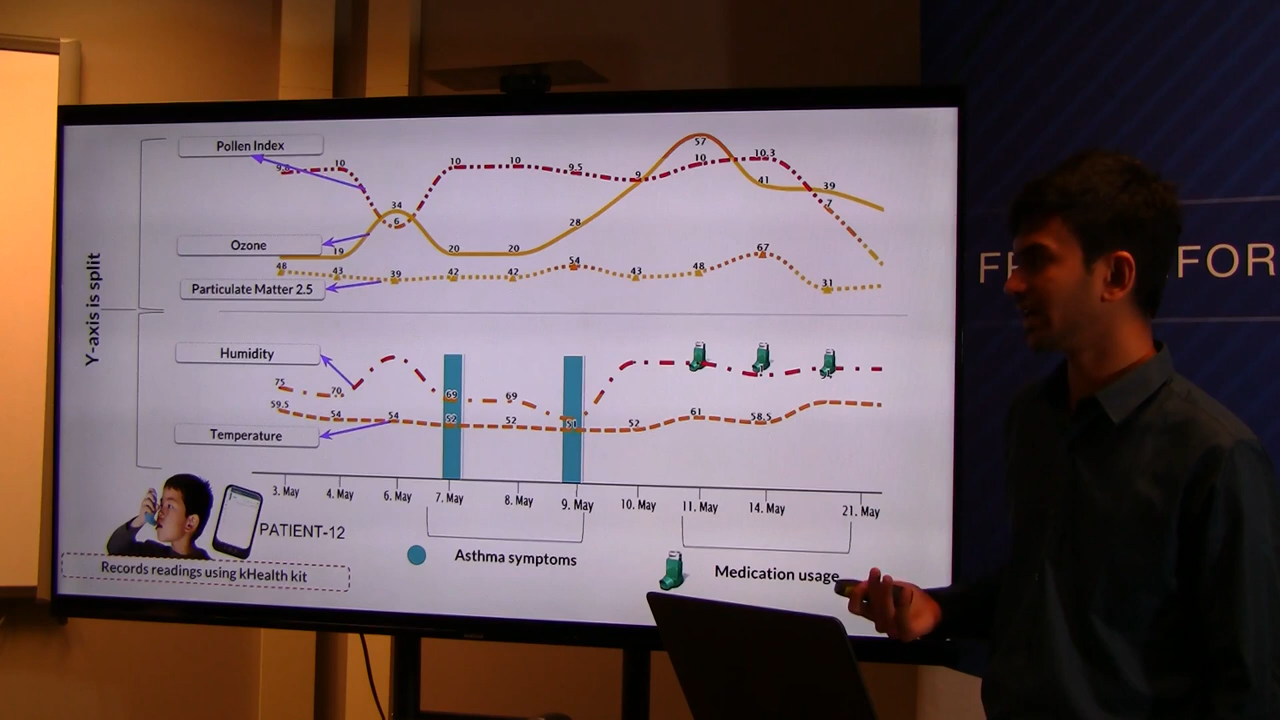 Pollen Index
10
10
10
9.5
9
57
10
10.3
41
39
7
34
6
Ozone
19
20
20
28
48
43
39
42
42
54
43
48
67
31
Particulate Matter 2.5
Y-axis is split
Humidity
75
70
69
69
59.5
54
54
52
52
51
52
61
58.5
Temperature
3. May
4. May
6. May
7. May
8. May
9. May
10. May
11. May
14. May
21. May
PATIENT-12
Asthma symptoms
Medication usage
Records readings using kHealth kit
FOR